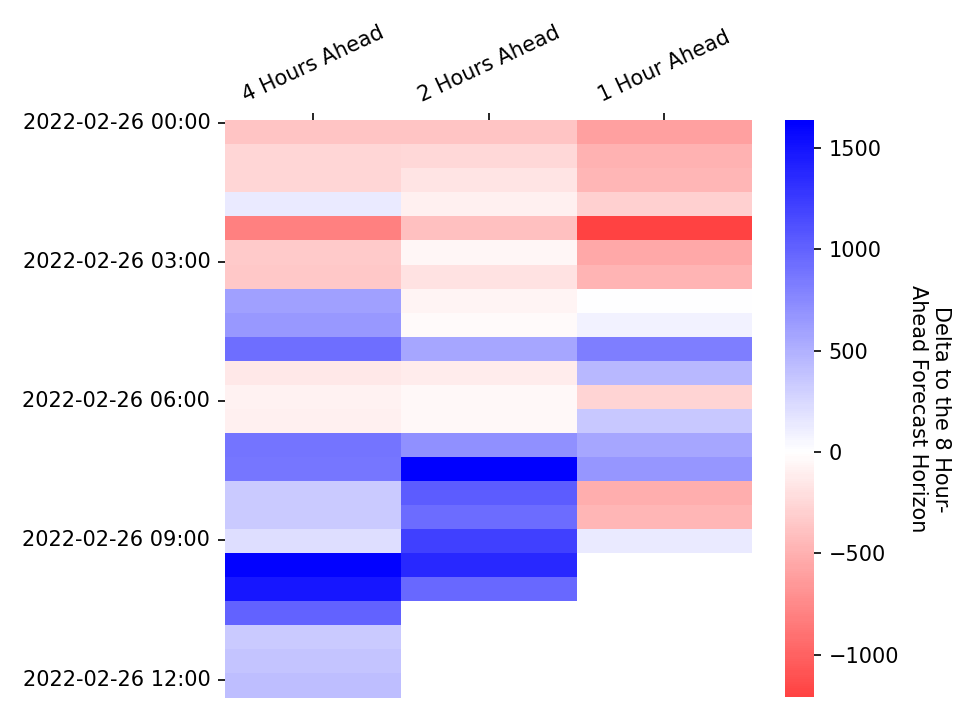 4 Hours Ahead
2 Hours Ahead
1 Hour Ahead
2022-02-26 00:00
2022-02-26 03:00
2022-02-26 06:00
2022-02-26 09:00
2022-02-26 12:00
1500
1000
500
0
−500
−1000
Delta to the 8 Hour-
Ahead Forecast Horizon